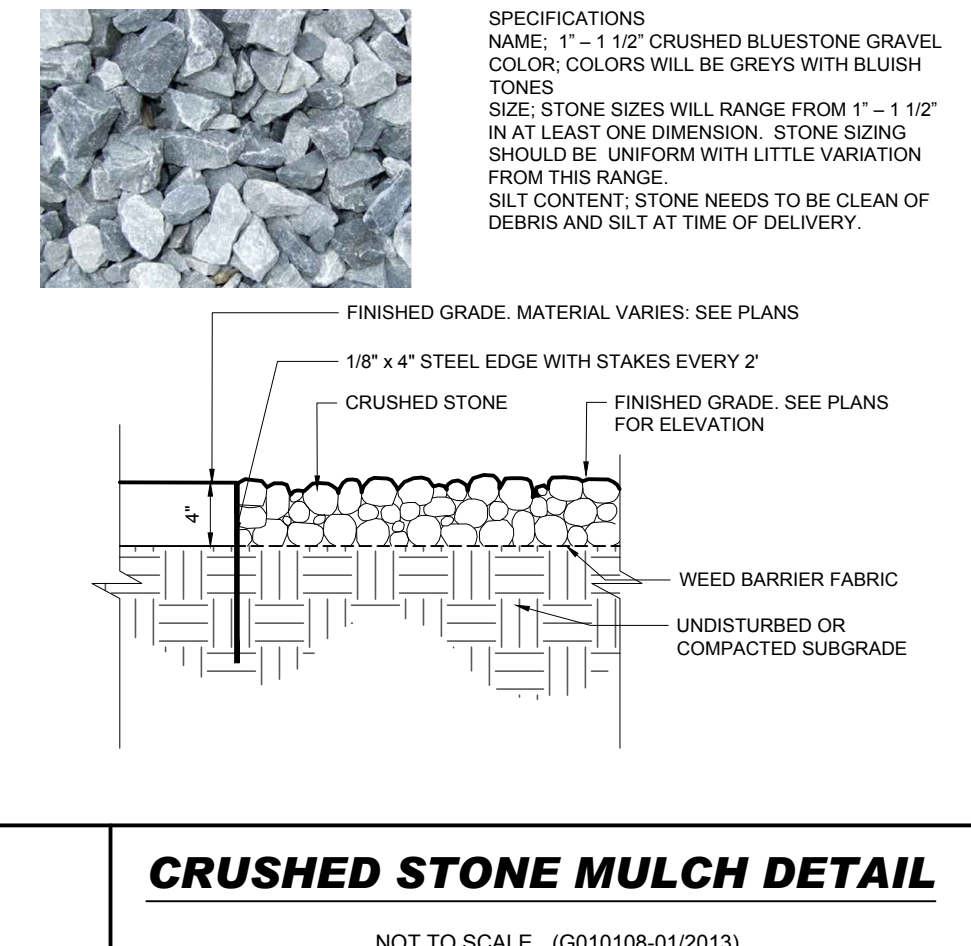 SPECIFICATIONS
NAME; 1” – 1 1/2” CRUSHED BLUESTONE GRAVEL
COLOR; COLORS WILL BE GREYS WITH BLUISH
TONES
SIZE; STONE SIZES WILL RANGE FROM 1” – 1 1/2”
IN AT LEAST ONE DIMENSION. STONE SIZING
SHOULD BE UNIFORM WITH LITTLE VARIATION
FROM THIS RANGE.
SILT CONTENT; STONE NEEDS TO BE CLEAN OF
DEBRIS AND SILT AT TIME OF DELIVERY.
FINISHED GRADE. MATERIAL VARIES: SEE PLANS
1/8" x 4" STEEL EDGE WITH STAKES EVERY 2'
CRUSHED STONE
FINISHED GRADE. SEE PLANS
FOR ELEVATION
4"
WEED BARRIER FABRIC
UNDISTURBED OR
COMPACTED SUBGRADE
CRUSHED STONE MULCH DETAIL
NOT TO SCALE (G010108-01/2013)